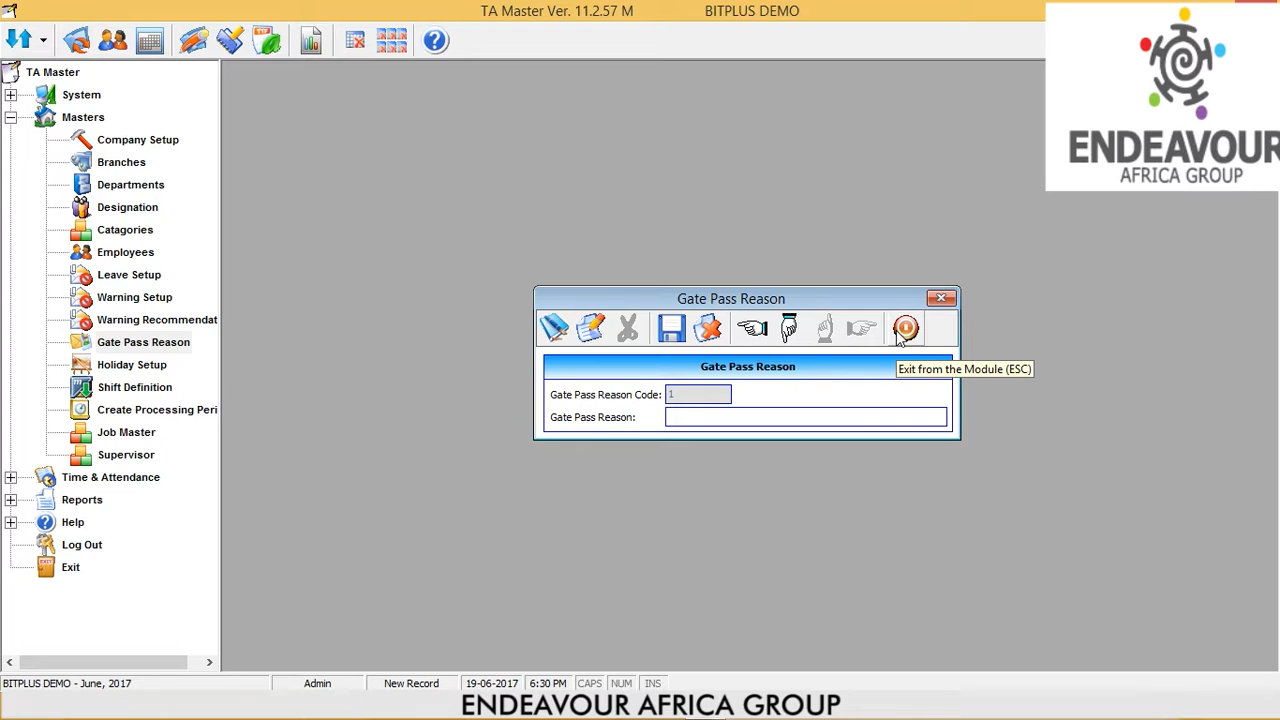 TA Master Ver. 11.2.57 M
BITPLUS DEMO
ENDEAVOUR
AFRICA GROUP
TA Master
System
Masters
Company Setup
Branches
Departments
Designation
Catagories
Employees
Leave Setup
Warning Setup
Warning Recommendat
Gate Pass Reason
Holiday Setup
Shift Definition
Create Processing Peri
Job Master
Supervisor
Time & Attendance
Reports
Help
Log Out
Exit
Gate Pass Reason
Gate Pass Reason
Exit from the Module (ESC)
Gate Pass Reason Code: 1
Gate Pass Reason:
BITPLUS DEMO - June, 2017
Admin
New Record
19-06-2017
6:30 PM
CAPS
NUM
INS
ENDEAVOUR AFRICA GROUP